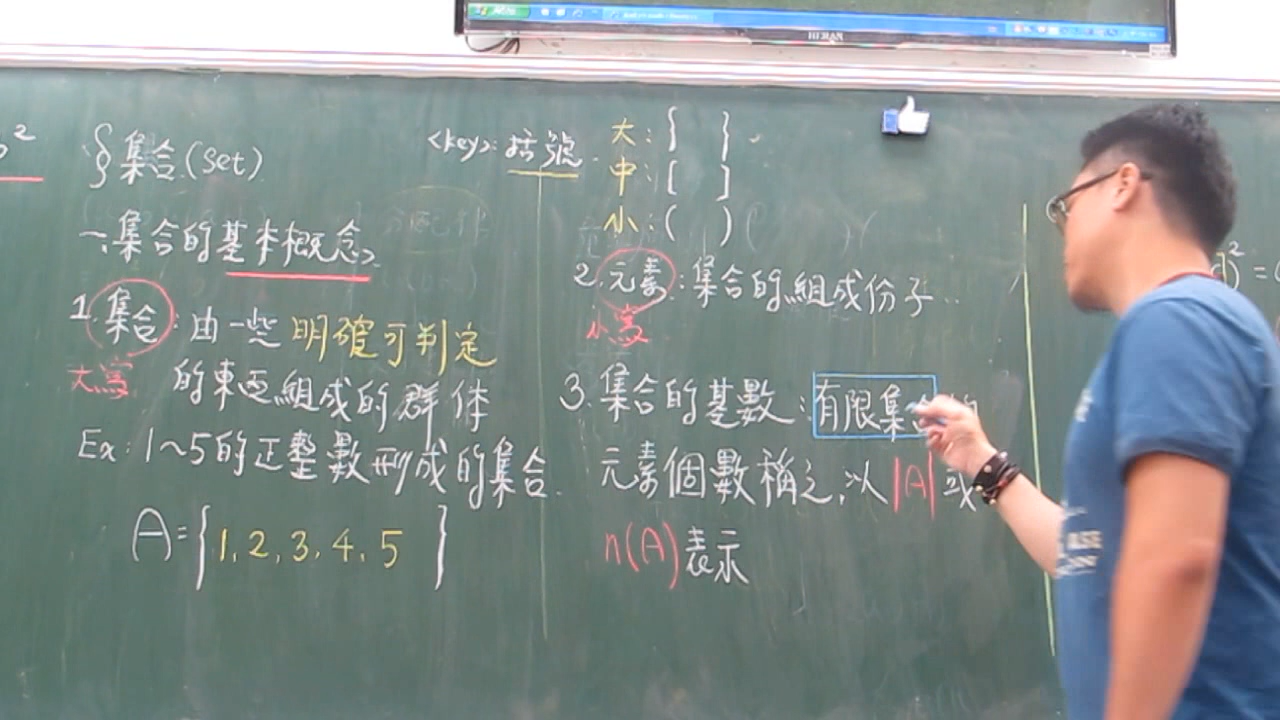 §集合(Set)
一、集合的基本概念
1. 集合：由一些 明確可判定
大寫 的東西組成的群体
Ex: 1~5的正整數形成的集合.
A={1, 2, 3, 4, 5 }
<key>: 括號. 大: { }
中: [ ]
小: ( )
2. 元素：集合的組成份子..
小寫
3. 集合的基數：有限集合的
元素個數稱之, 以 |A| 或
n(A) 表示